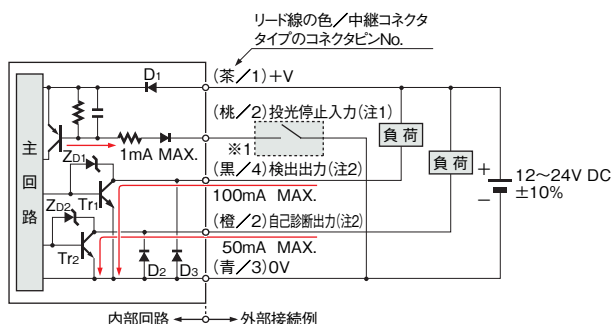 リード線の色／中継コネクタ
タイプのコネクタピンNo.
D1
(茶／1)+V
(桃／2)投光停止入力(注1)
※1
1mA MAX.
負荷
負荷
主回路
ZD1
(黒／4)検出出力(注2)
Tr1
100mA MAX.
+
−
12～24V DC
±10%
ZD2
(橙／2)自己診断出力(注2)
Tr2
50mA MAX.
D2
D3
(青／3)0V
内部回路
外部接続例